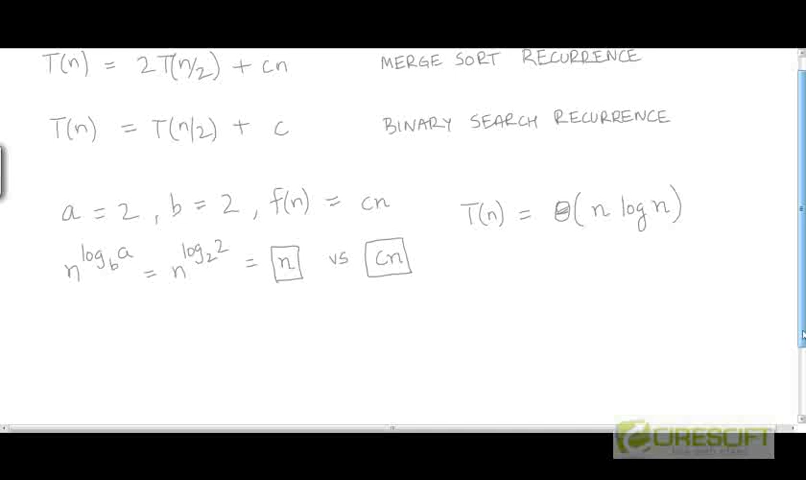 T(n) = 2T(n/2) + cn MERGE SORT RECURRENCE
T(n) = T(n/2) + c BINARY SEARCH RECURRENCE
a = 2, b = 2, f(n) = cn T(n) = Θ(n log n)
n^log_b a = n^log_2 2 = n vs cn